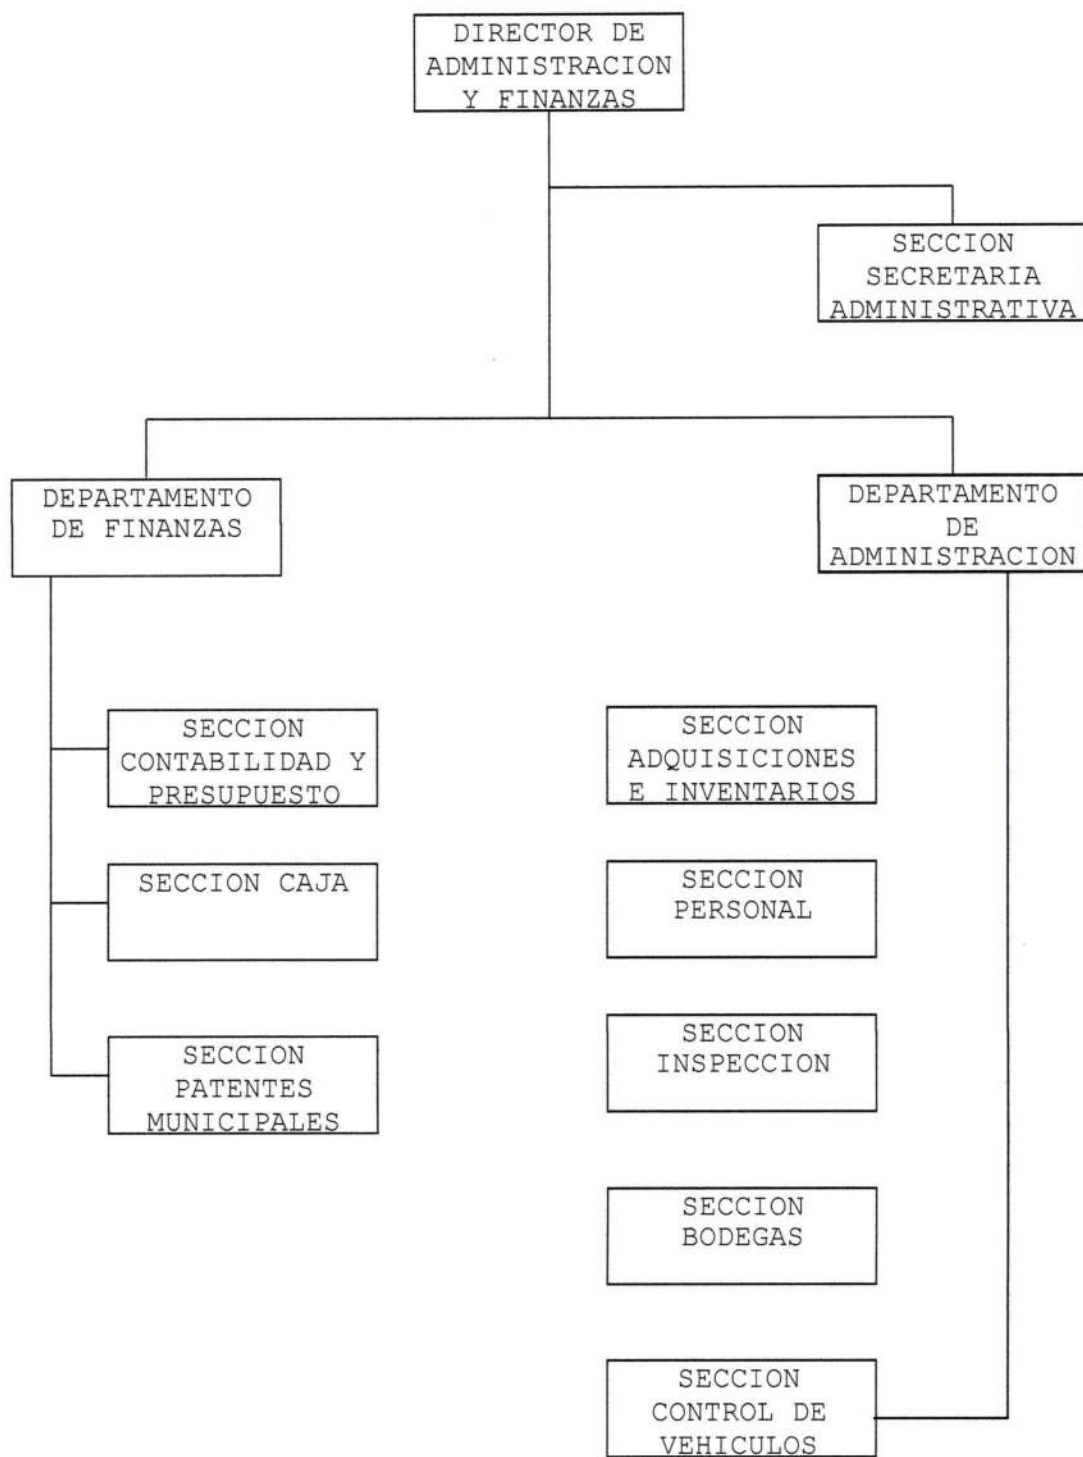 DIRECTOR DE
ADMINISTRACION
Y FINANZAS
SECCION
SECRETARIA
ADMINISTRATIVA
DEPARTAMENTO
DE FINANZAS
DEPARTAMENTO
DE
ADMINISTRACION
SECCION
CONTABILIDAD Y
PRESUPUESTO
SECCION CAJA
SECCION
PATENTES
MUNICIPALES
SECCION
ADQUISICIONES
E INVENTARIOS
SECCION
PERSONAL
SECCION
INSPECCION
SECCION
BODEGAS
SECCION
CONTROL DE
VEHICULOS